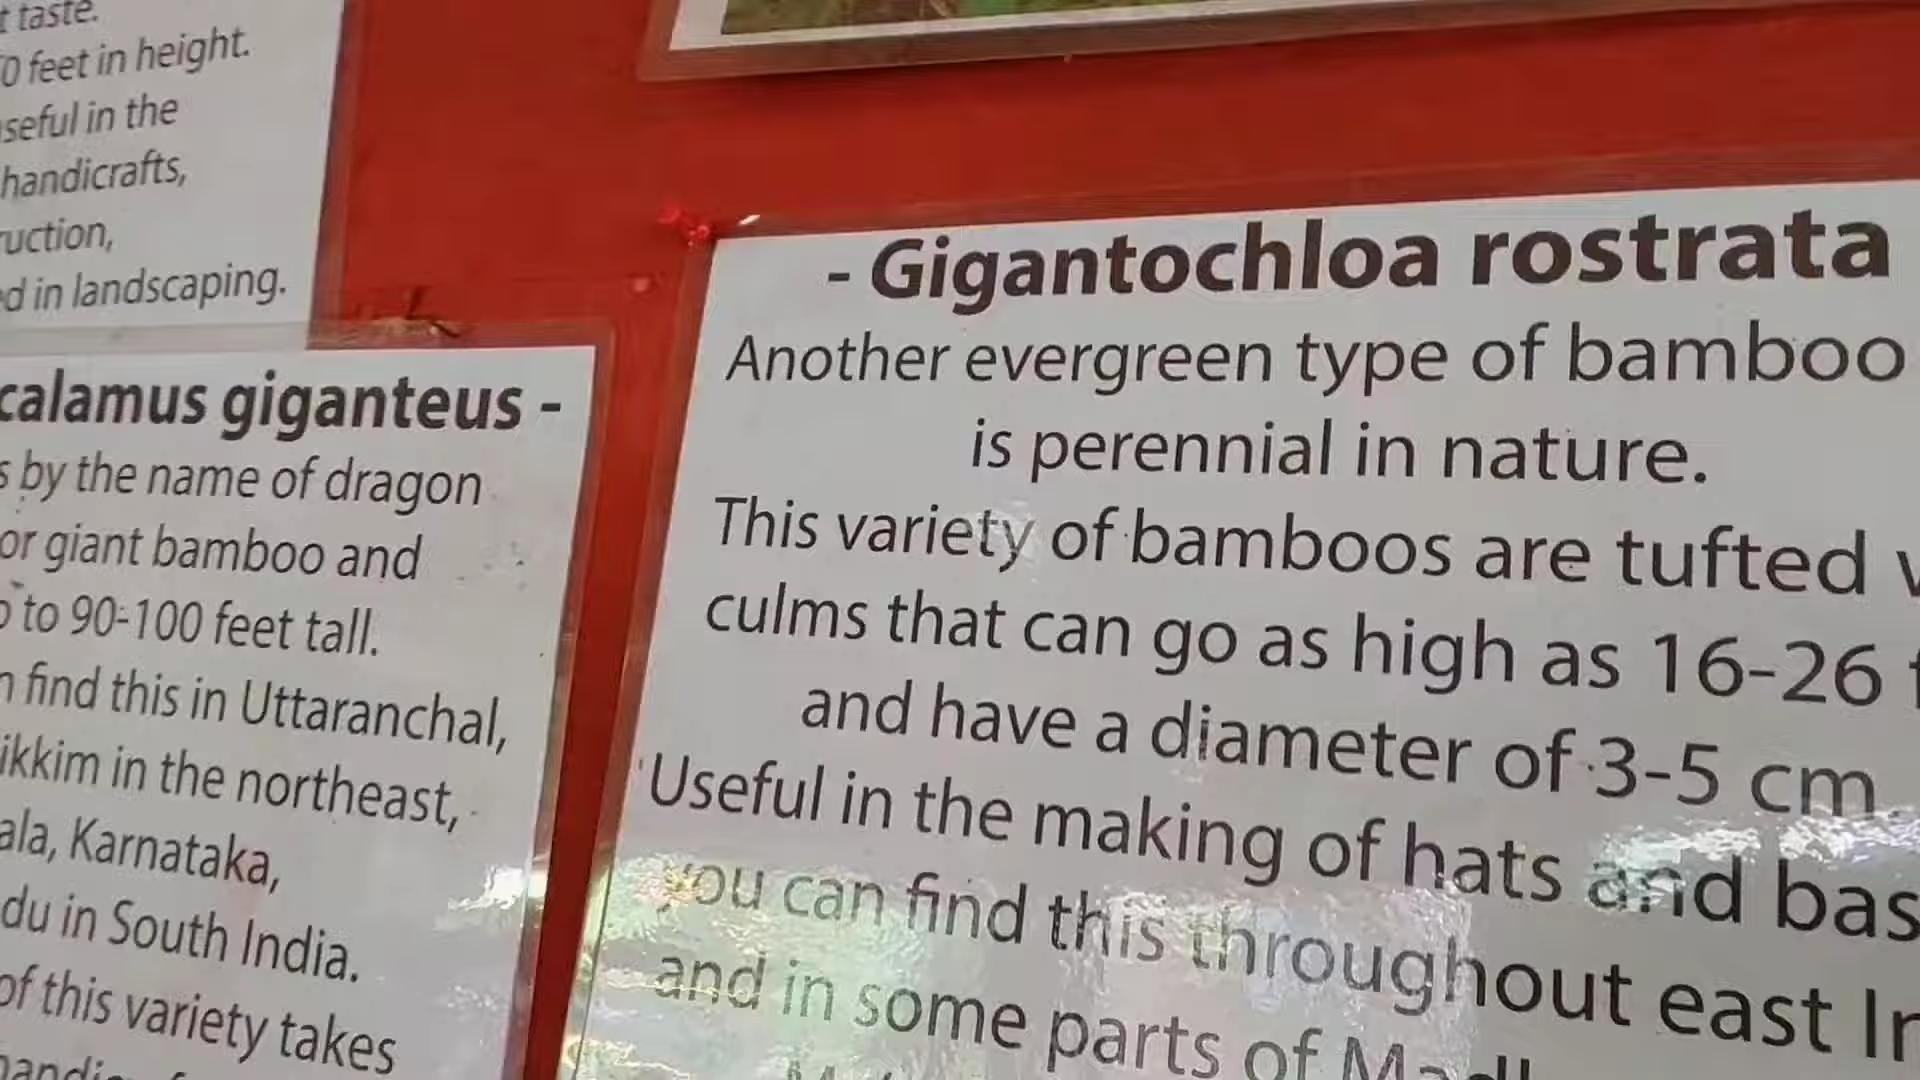 taste.
0 feet in height.
seful in the
handicrafts,
ruction,
d in landscaping.
calamus giganteus -
s by the name of dragon
or giant bamboo and
to 90-100 feet tall.
find this in Uttaranchal,
ikkim in the northeast,
ala, Karnataka,
du in South India.
of this variety takes
- Gigantochloa rostrata
Another evergreen type of bamboo
is perennial in nature.
This variety of bamboos are tufted
culms that can go as high as 16-26
and have a diameter of 3-5 cm.
Useful in the making of hats and bas
you can find this throughout east In
and in some parts of